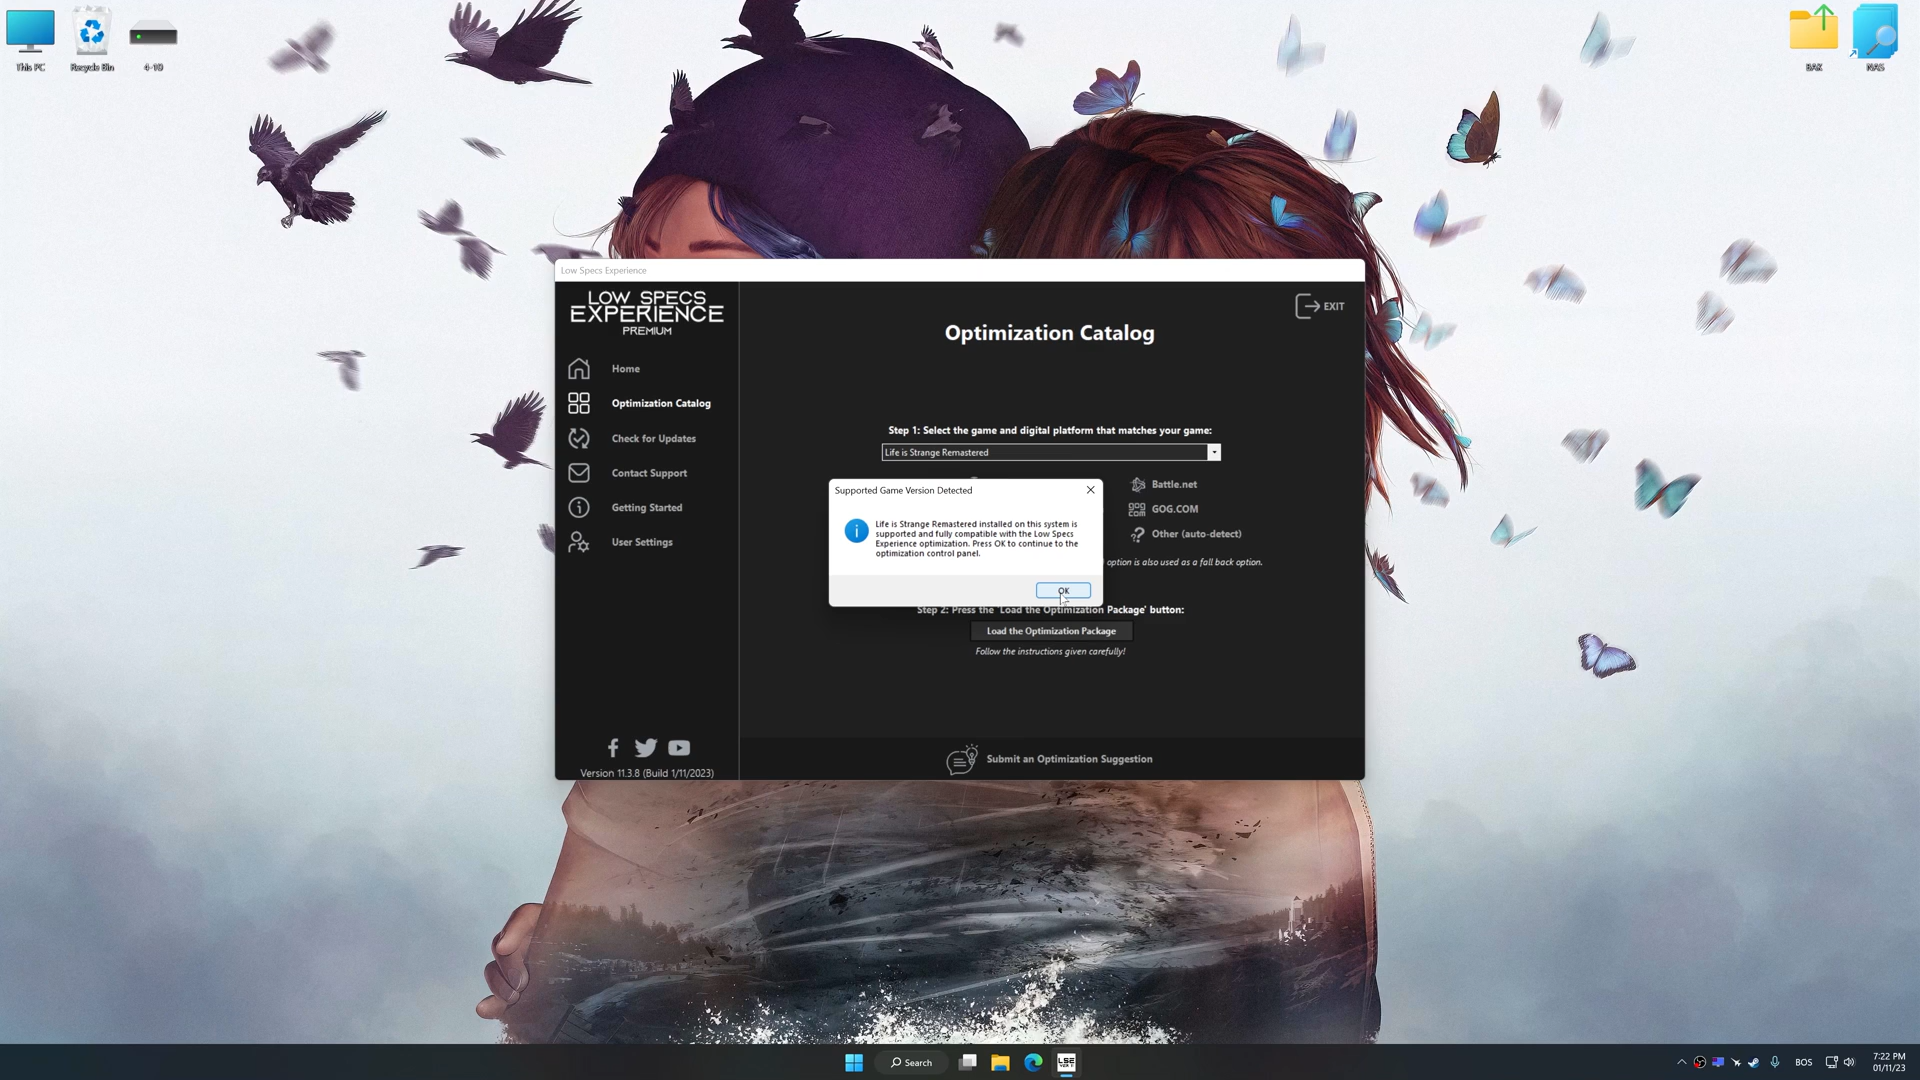 This PC
Recycle Bin
4-10
BAK
NAS
Low Specs Experience
LOW SPECS
EXPERIENCE
PREMIUM
Home
Optimization Catalog
Check for Updates
Contact Support
Getting Started
User Settings
Version 11.3.8 (Build 1/11/2023)
EXIT
Optimization Catalog
Step 1: Select the game and digital platform that matches your game:
Life is Strange Remastered
Battle.net
GOG.COM
Other (auto-detect)
option is also used as a fall back option.
Supported Game Version Detected
Life is Strange Remastered installed on this system is
supported and fully compatible with the Low Specs
Experience optimization. Press OK to continue to the
optimization control panel.
OK
Step 2: Press the 'Load the Optimization Package' button:
Load the Optimization Package
Follow the instructions given carefully!
Submit an Optimization Suggestion
Search
LSE
BOS
7:22 PM
01/11/23